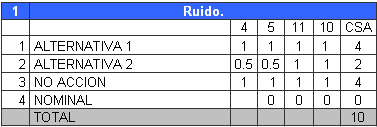 1 Ruido.
4 5 11 10 CSA
1 ALTERNATIVA 1 1 1 1 1 4
2 ALTERNATIVA 2 0.5 0.5 1 1 2
3 NO ACCION 1 1 1 1 4
4 NOMINAL 0 0 0 0
TOTAL 10